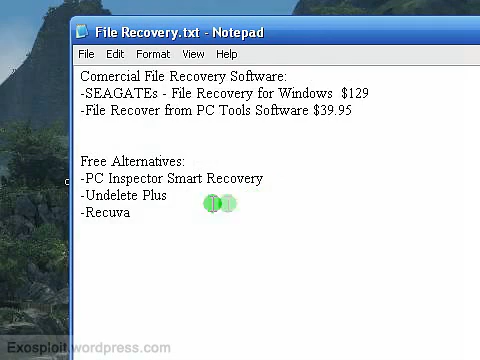 File Recovery.txt - Notepad
File Edit Format View Help
Comercial File Recovery Software:
-SEAGATEs - File Recovery for Windows  $129
-File Recover from PC Tools Software $39.95
Free Alternatives:
-PC Inspector Smart Recovery
-Undelete Plus
-Recuva
Exosploit.wordpress.com